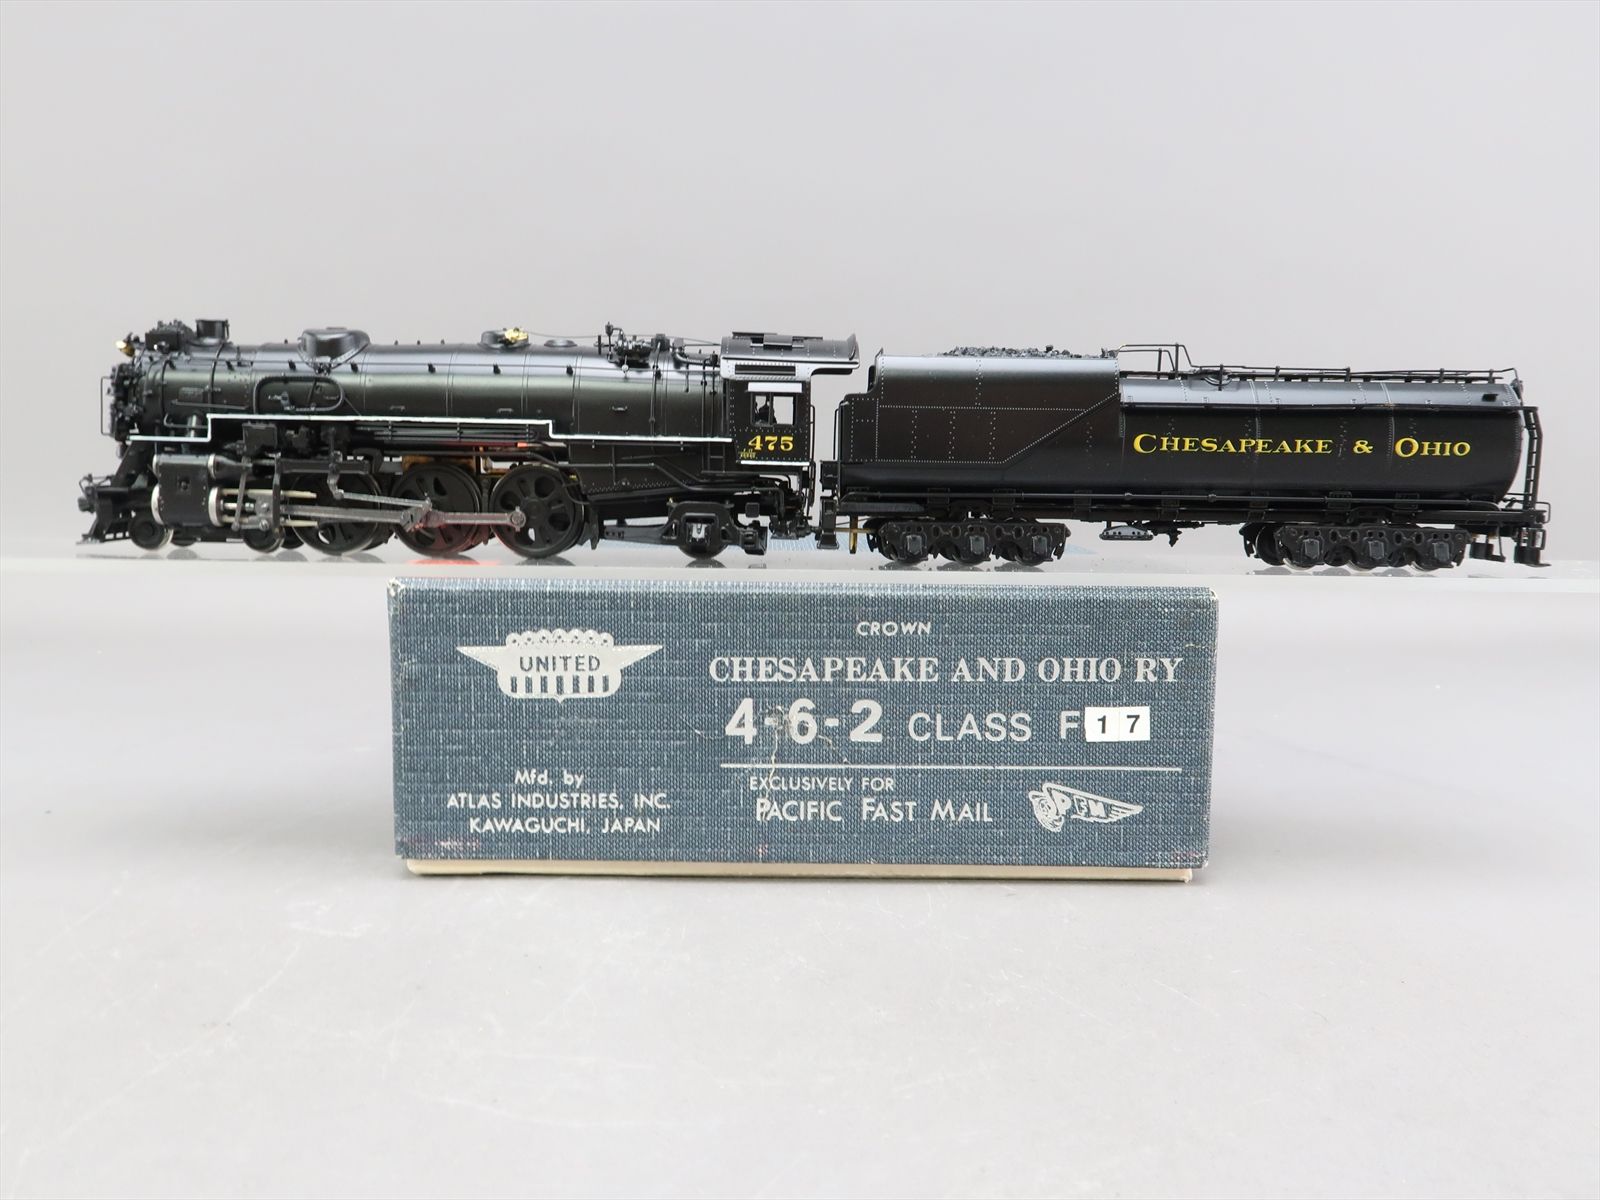 475
CHESAPEAKE & OHIO
UNITED
CROWN
CHESAPEAKE AND OHIO RY
4-6-2 CLASS F17
Mfd. by
ATLAS INDUSTRIES, INC.
KAWAGUCHI, JAPAN
EXCLUSIVELY FOR
PACIFIC FAST MAIL
PFM